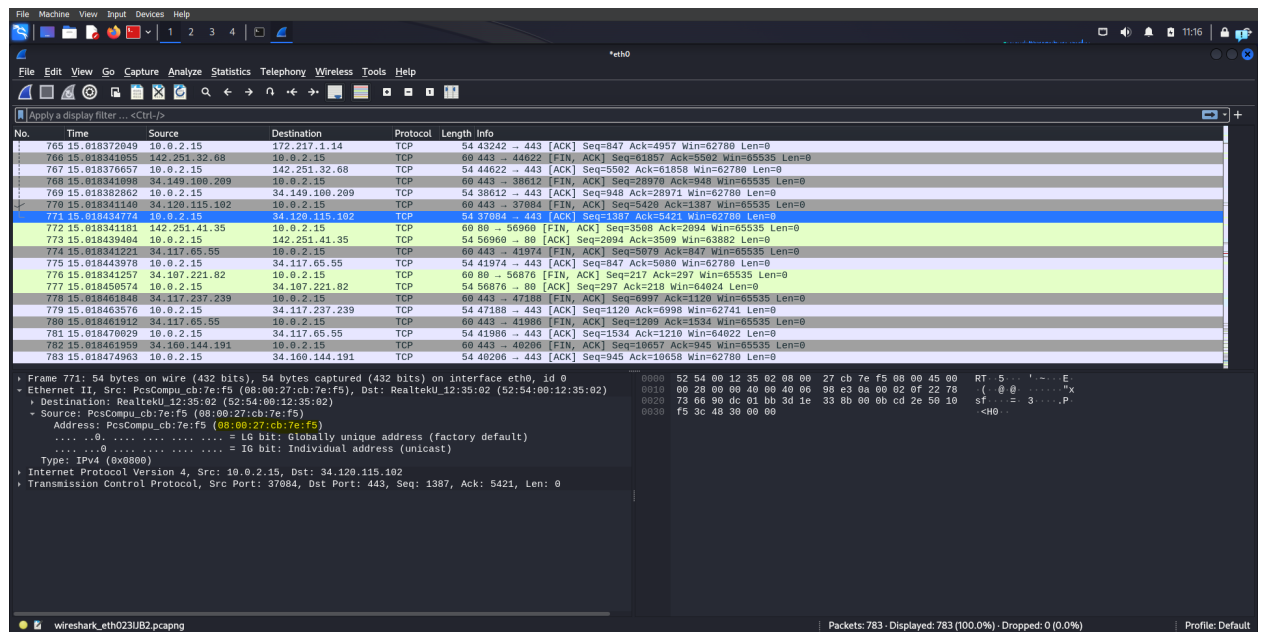 File Machine View Input Devices Help
1 2 3 4 11:16
*eth0
File Edit View Go Capture Analyze Statistics Telephony Wireless Tools Help
Apply a display filter ... <Ctrl-/>
No. Time Source Destination Protocol Length Info
765 15.018372049 10.0.2.15 172.217.1.14 TCP 54 43242 → 443 [ACK] Seq=847 Ack=4957 Win=62780 Len=0
766 15.018341055 142.251.32.68 10.0.2.15 TCP 60 443 → 44622 [FIN, ACK] Seq=61857 Ack=5502 Win=65535 Len=0
767 15.018376657 10.0.2.15 142.251.32.68 TCP 54 44622 → 443 [ACK] Seq=5502 Ack=61858 Win=62780 Len=0
768 15.018341098 34.149.100.209 10.0.2.15 TCP 60 443 → 38612 [FIN, ACK] Seq=28970 Ack=948 Win=65535 Len=0
769 15.018382862 10.0.2.15 34.149.100.209 TCP 54 38612 → 443 [ACK] Seq=948 Ack=28971 Win=62780 Len=0
770 15.018341140 34.120.115.102 10.0.2.15 TCP 60 443 → 37084 [FIN, ACK] Seq=5420 Ack=1387 Win=65535 Len=0
771 15.018434774 10.0.2.15 34.120.115.102 TCP 54 37084 → 443 [ACK] Seq=1387 Ack=5421 Win=62780 Len=0
772 15.018341181 142.251.41.35 10.0.2.15 TCP 60 80 → 56960 [FIN, ACK] Seq=3508 Ack=2094 Win=65535 Len=0
773 15.018439404 10.0.2.15 142.251.41.35 TCP 54 56960 → 80 [ACK] Seq=2094 Ack=3509 Win=63882 Len=0
774 15.018341221 34.117.65.55 10.0.2.15 TCP 60 443 → 41974 [FIN, ACK] Seq=5079 Ack=847 Win=65535 Len=0
775 15.018443978 10.0.2.15 34.117.65.55 TCP 54 41974 → 443 [ACK] Seq=847 Ack=5080 Win=62780 Len=0
776 15.018341257 34.107.221.82 10.0.2.15 TCP 60 80 → 56876 [FIN, ACK] Seq=217 Ack=297 Win=65535 Len=0
777 15.018450574 10.0.2.15 34.107.221.82 TCP 54 56876 → 80 [ACK] Seq=297 Ack=218 Win=64024 Len=0
778 15.018461848 34.117.237.239 10.0.2.15 TCP 60 443 → 47188 [FIN, ACK] Seq=6997 Ack=1120 Win=65535 Len=0
779 15.018463576 10.0.2.15 34.117.237.239 TCP 54 47188 → 443 [ACK] Seq=1120 Ack=6998 Win=62741 Len=0
780 15.018461912 34.117.65.55 10.0.2.15 TCP 60 443 → 41986 [FIN, ACK] Seq=1209 Ack=1534 Win=65535 Len=0
781 15.018470029 10.0.2.15 34.117.65.55 TCP 54 41986 → 443 [ACK] Seq=1534 Ack=1210 Win=64022 Len=0
782 15.018461959 34.160.144.191 10.0.2.15 TCP 60 443 → 40206 [FIN, ACK] Seq=10657 Ack=945 Win=65535 Len=0
783 15.018474963 10.0.2.15 34.160.144.191 TCP 54 40206 → 443 [ACK] Seq=945 Ack=10658 Win=62780 Len=0
Frame 771: 54 bytes on wire (432 bits), 54 bytes captured (432 bits) on interface eth0, id 0
Ethernet II, Src: PcsCompu_cb:7e:f5 (08:00:27:cb:7e:f5), Dst: RealtekU_12:35:02 (52:54:00:12:35:02)
Destination: RealtekU_12:35:02 (52:54:00:12:35:02)
Source: PcsCompu_cb:7e:f5 (08:00:27:cb:7e:f5)
Address: PcsCompu_cb:7e:f5 (08:00:27:cb:7e:f5)
.... ..0. .... .... .... .... = LG bit: Globally unique address (factory default)
.... ...0 .... .... .... .... = IG bit: Individual address (unicast)
Type: IPv4 (0x0800)
Internet Protocol Version 4, Src: 10.0.2.15, Dst: 34.120.115.102
Transmission Control Protocol, Src Port: 37084, Dst Port: 443, Seq: 1387, Ack: 5421, Len: 0
0000 52 54 00 12 35 02 08 00 27 cb 7e f5 08 00 45 00 RT··5···'·~···E·
0010 00 28 00 00 40 00 40 06 98 e3 0a 00 02 0f 22 78 ·(··@·@·······"x
0020 73 66 90 dc 01 bb 3d 1e 33 8b 00 0b cd 2e 50 10 sf····=·3····.P·
0030 f5 3c 48 30 00 00 ·<H0··
wireshark_eth023IJB2.pcapng
Packets: 783 · Displayed: 783 (100.0%) · Dropped: 0 (0.0%)
Profile: Default